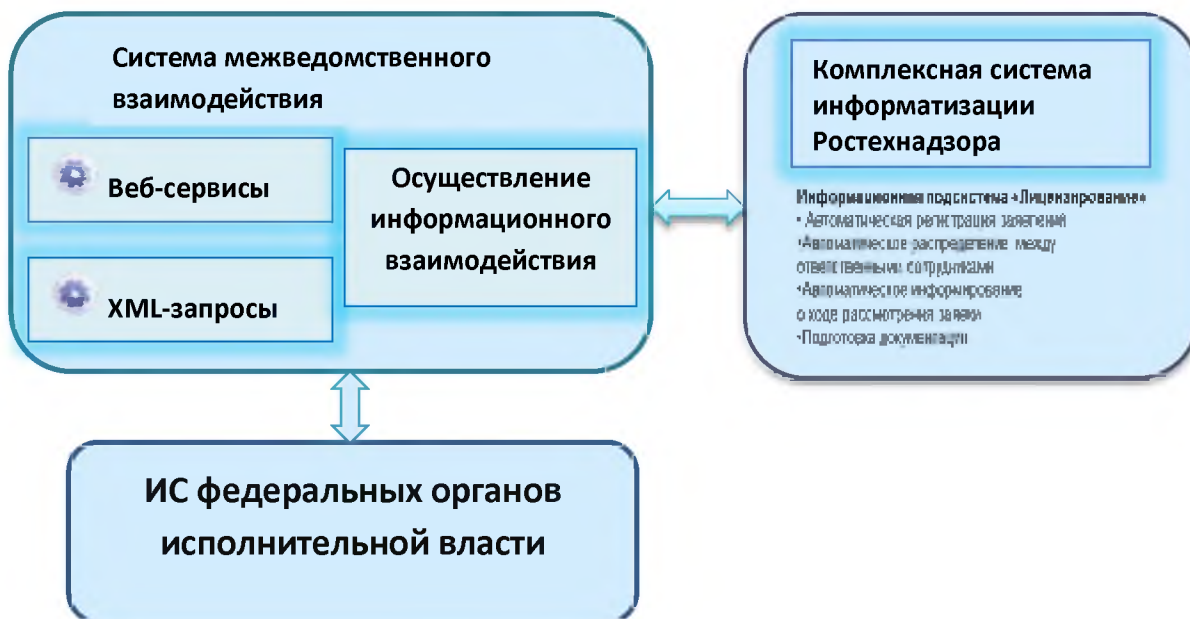 Система межведомственного
взаимодействия
Веб-сервисы
XML-запросы
Осуществление
информационного
взаимодействия
Комплексная система
информатизации
Ростехнадзора
Информационная подсистема «Лицензирование»
• Автоматическая регистрация заявлений
•Автоматическое распределение между
ответственными сотрудниками
•Автоматическое информирование
о ходе рассмотрения заявки
•Подготовка документации
ИС федеральных органов
исполнительной власти